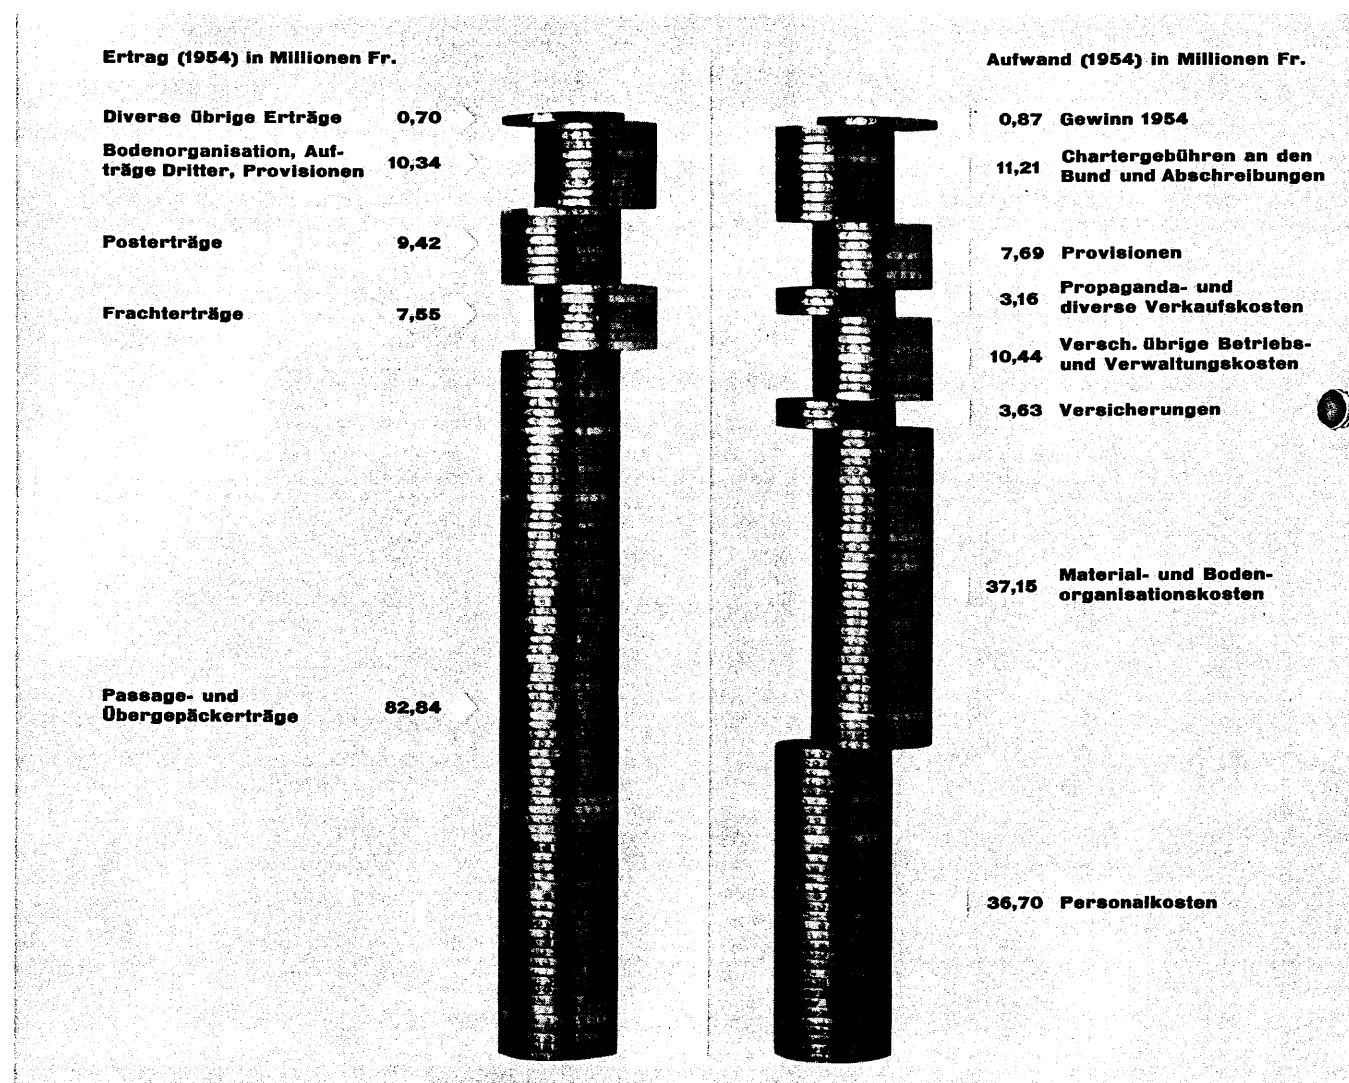 Ertrag (1954) in Millionen Fr.
Diverse übrige Erträge 0,70
Bodenorganisation, Auf-
träge Dritter, Provisionen 10,34
Posterträge 9,42
Frachterträge 7,55
Passage- und
Übergepäckerträge 82,84
Aufwand (1954) in Millionen Fr.
0,87 Gewinn 1954
11,21 Chartergebühren an den
Bund und Abschreibungen
7,69 Provisionen
3,16 Propaganda- und
diverse Verkaufskosten
10,44 Versch. übrige Betriebs-
und Verwaltungskosten
3,63 Versicherungen
37,15 Material- und Boden-
organisationskosten
36,70 Personalkosten